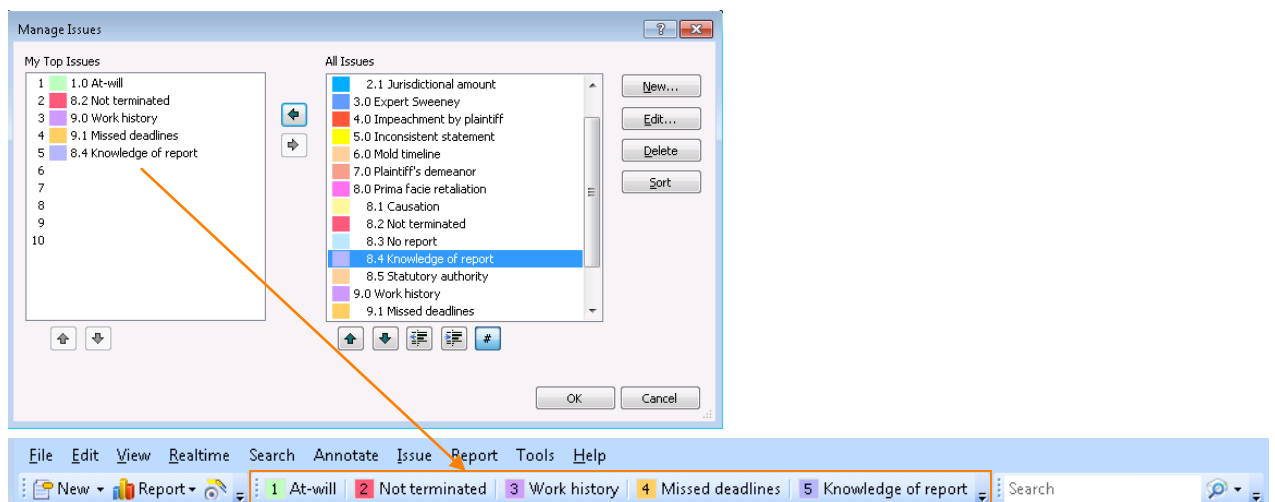 Manage Issues
My Top Issues
1 1.0 At-will
2 8.2 Not terminated
3 9.0 Work history
4 9.1 Missed deadlines
5 8.4 Knowledge of report
6
7
8
9
10
All Issues
2.1 Jurisdictional amount
3.0 Expert Sweeney
4.0 Impeachment by plaintiff
5.0 Inconsistent statement
6.0 Mold timeline
7.0 Plaintiff's demeanor
8.0 Prima facie retaliation
8.1 Causation
8.2 Not terminated
8.3 No report
8.4 Knowledge of report
8.5 Statutory authority
9.0 Work history
9.1 Missed deadlines
New...
Edit...
Delete
Sort
#
OK Cancel
File Edit View Realtime Search Annotate Issue Report Tools Help
New Report 1 At-will 2 Not terminated 3 Work history 4 Missed deadlines 5 Knowledge of report Search